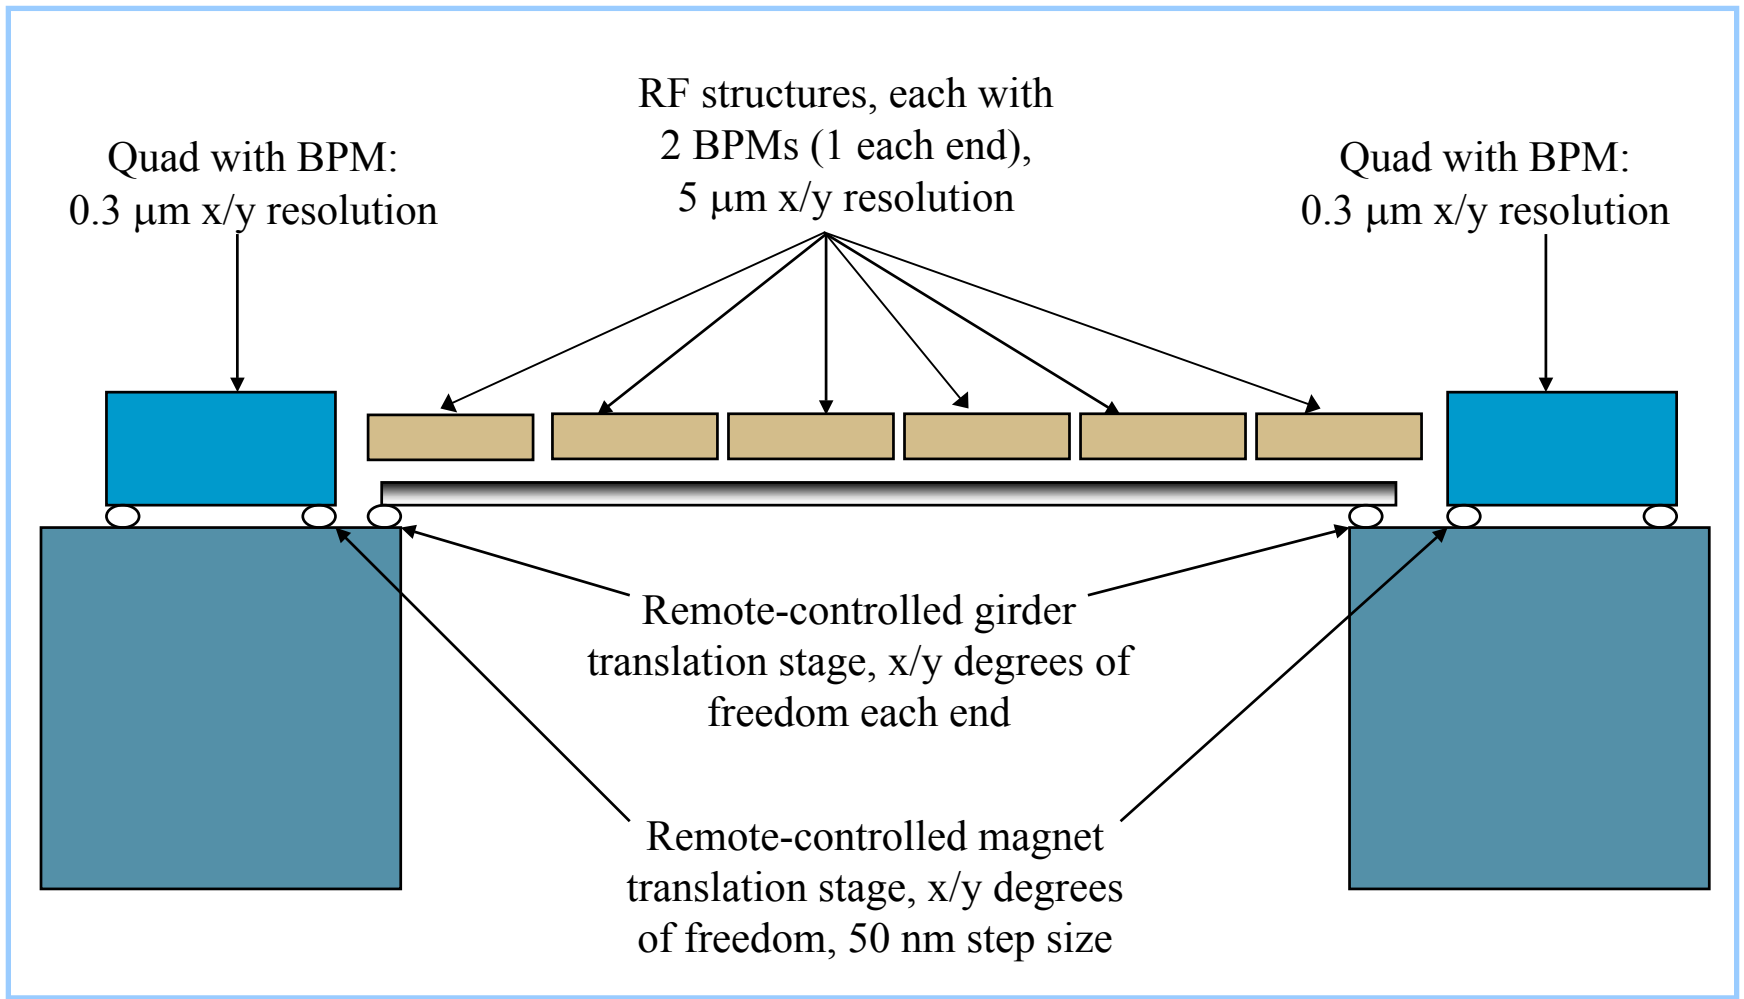 RF structures, each with
2 BPMs (1 each end),
5 μm x/y resolution
Quad with BPM:
0.3 μm x/y resolution
Quad with BPM:
0.3 μm x/y resolution
Remote-controlled girder
translation stage, x/y degrees of
freedom each end
Remote-controlled magnet
translation stage, x/y degrees
of freedom, 50 nm step size